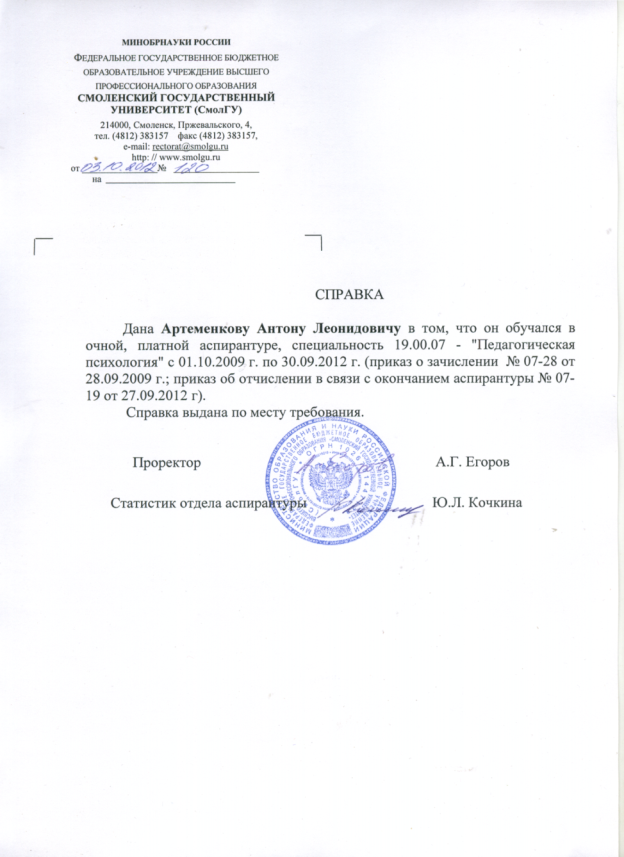 МИНОБРНАУКИ РОССИИ
ФЕДЕРАЛЬНОЕ ГОСУДАРСТВЕННОЕ БЮДЖЕТНОЕ
ОБРАЗОВАТЕЛЬНОЕ УЧРЕЖДЕНИЕ ВЫСШЕГО
ПРОФЕССИОНАЛЬНОГО ОБРАЗОВАНИЯ
СМОЛЕНСКИЙ ГОСУДАРСТВЕННЫЙ
УНИВЕРСИТЕТ (СмолГУ)
214000, Смоленск, Пржевальского, 4,
тел. (4812) 383157 факс (4812) 383157,
e-mail: rectorat@smolgu.ru
http: // www.smolgu.ru
от 03.10.2012 № 120
на
СПРАВКА
Дана Артеменкову Антону Леонидовичу в том, что он обучался в
очной, платной аспирантуре, специальность 19.00.07 - "Педагогическая
психология" с 01.10.2009 г. по 30.09.2012 г. (приказ о зачислении № 07-28 от
28.09.2009 г.; приказ об отчислении в связи с окончанием аспирантуры № 07-
19 от 27.09.2012 г).
Справка выдана по месту требования.
Проректор А.Г. Егоров
Статистик отдела аспирантуры Ю.Л. Кочкина
МИНИСТЕРСТВО ОБРАЗОВАНИЯ И НАУКИ РОССИЙСКОЙ ФЕДЕРАЦИИ